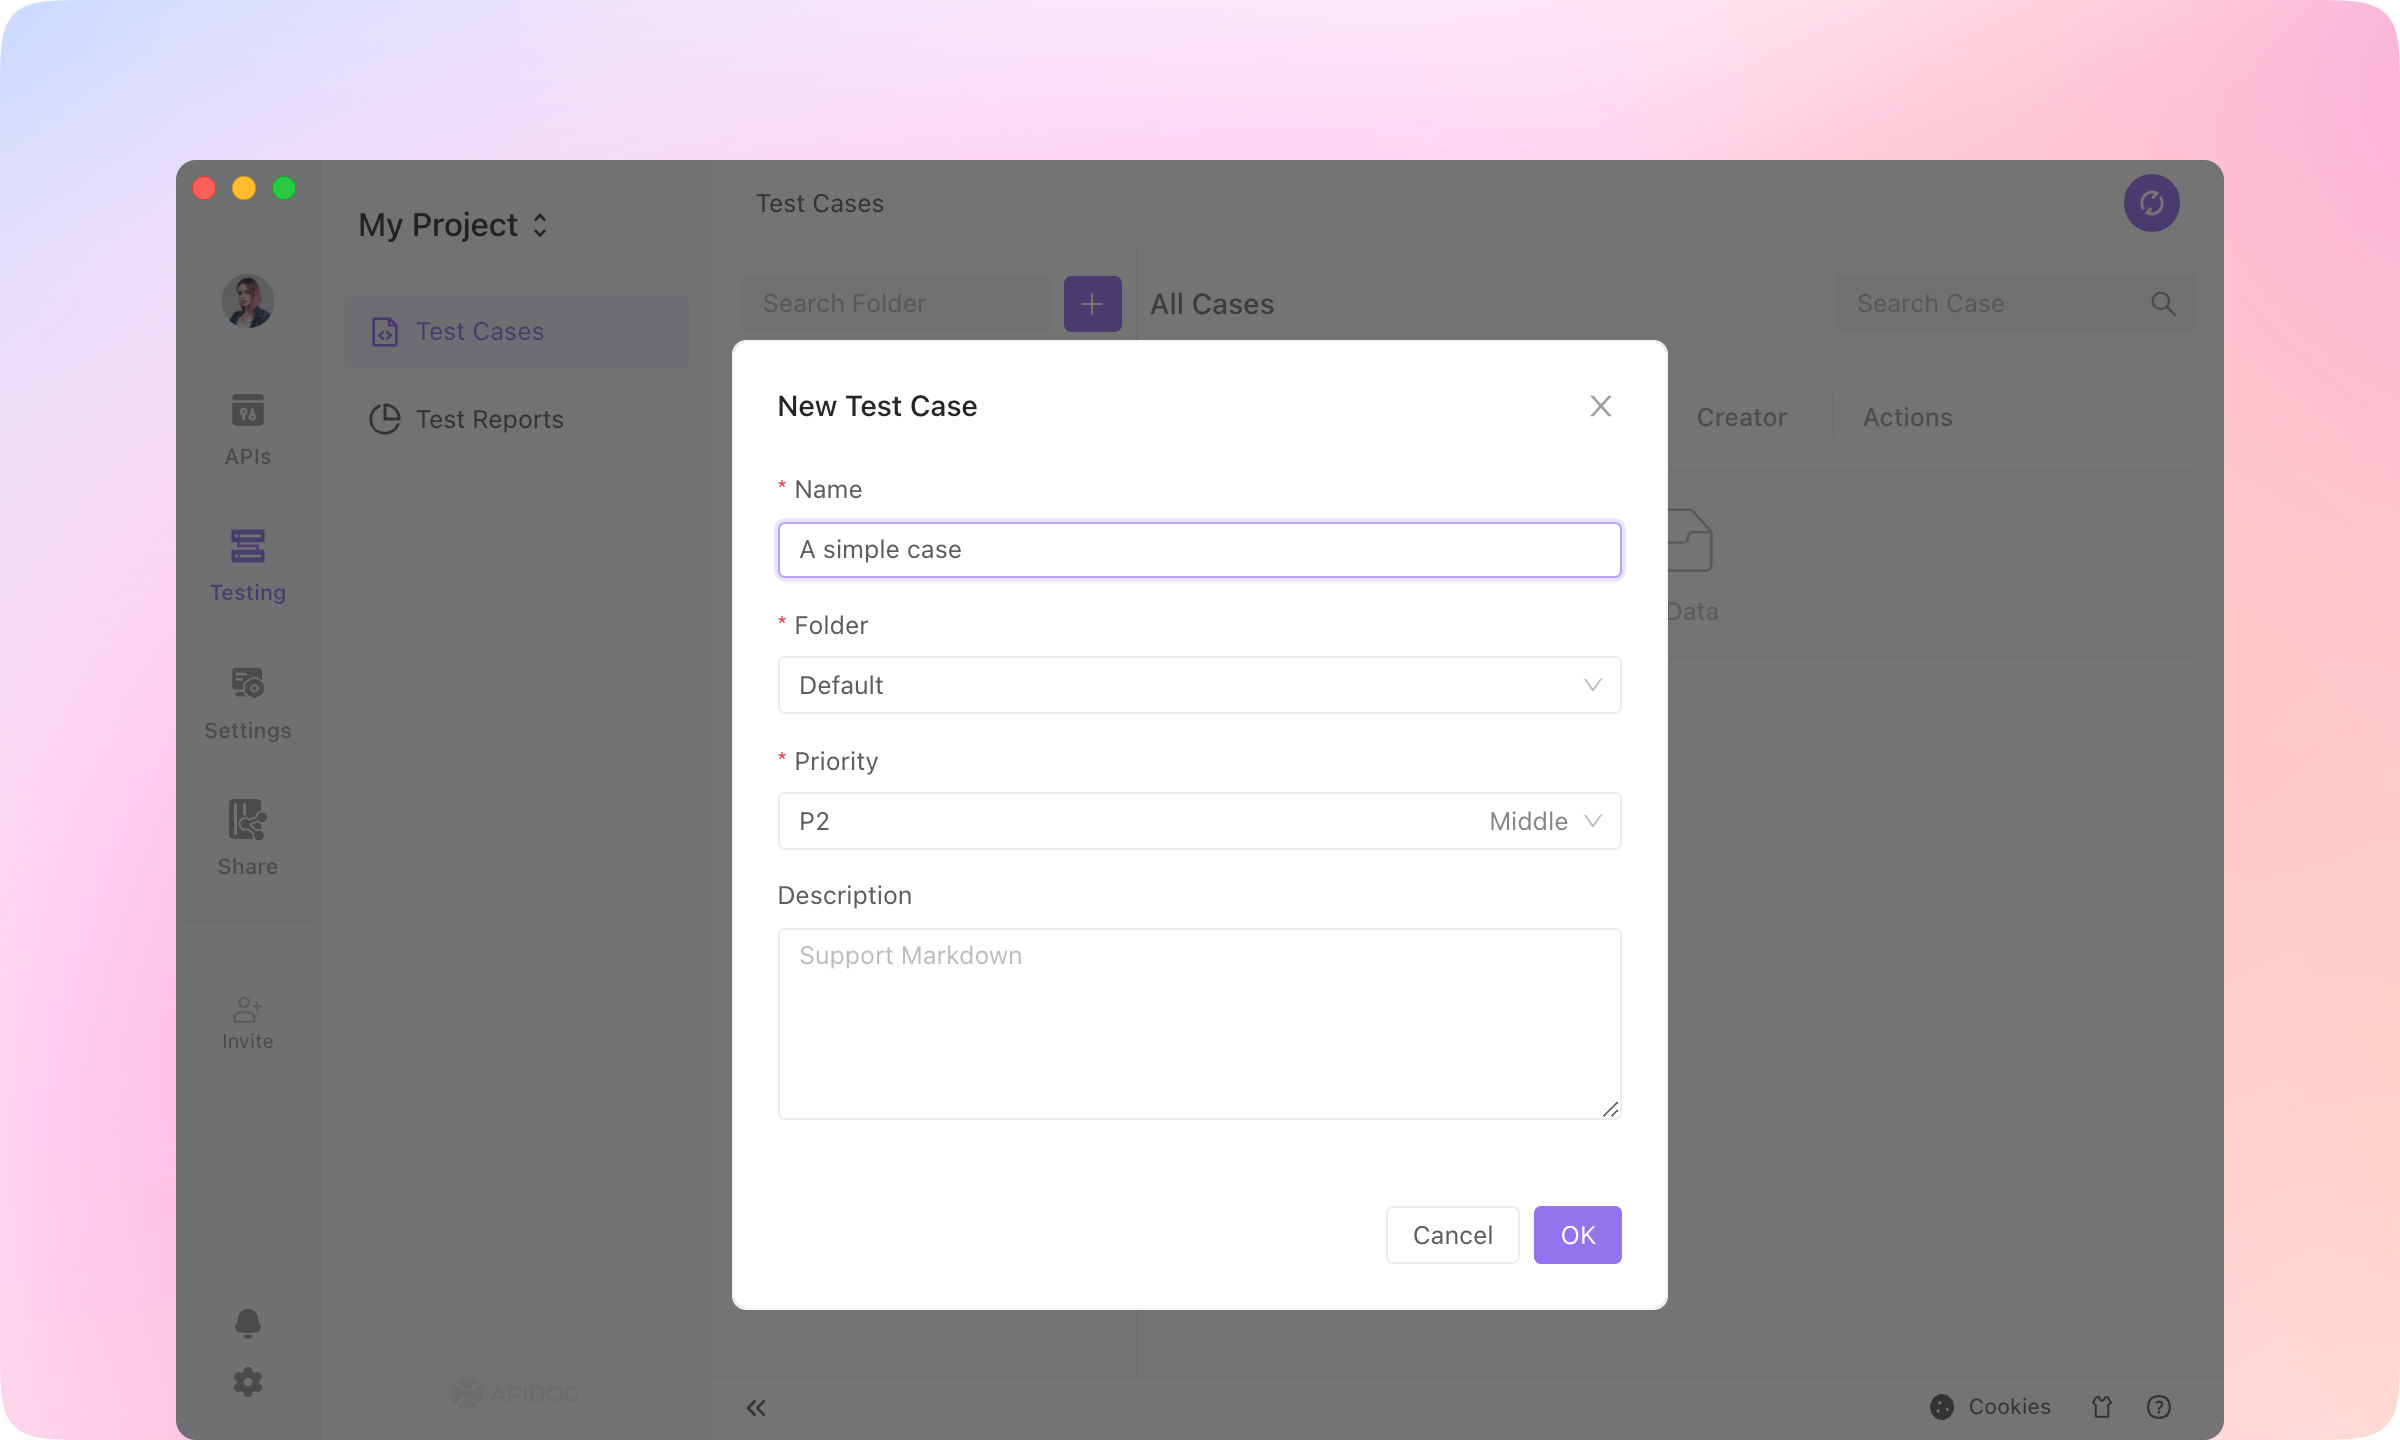 My Project
Test Cases
Test Reports
APIs
Testing
Settings
Share
Invite
APIDOG
Test Cases
Search Folder
All Cases
Search Case
Creator
Actions
Data
New Test Case
* Name
A simple case
* Folder
Default
* Priority
P2 Middle
Description
Support Markdown
Cancel
OK
Cookies